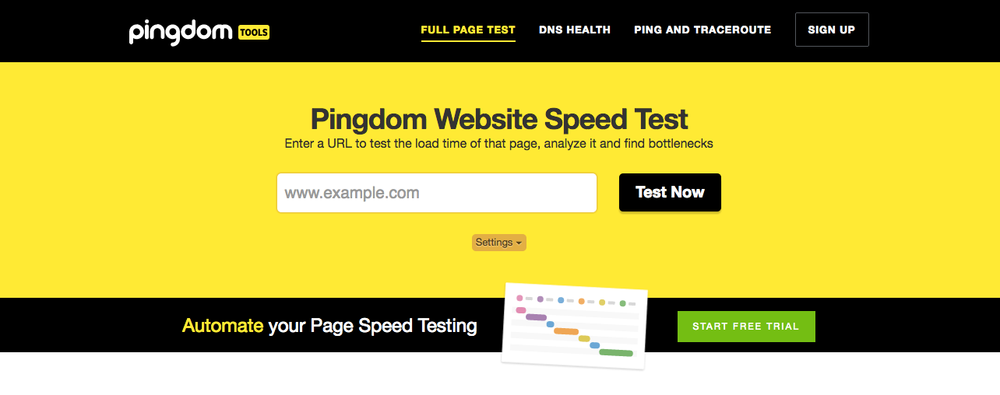 pingdom TOOLS
FULL PAGE TEST
DNS HEALTH
PING AND TRACEROUTE
SIGN UP
Pingdom Website Speed Test
Enter a URL to test the load time of that page, analyze it and find bottlenecks
www.example.com
Test Now
Settings
Automate your Page Speed Testing
START FREE TRIAL